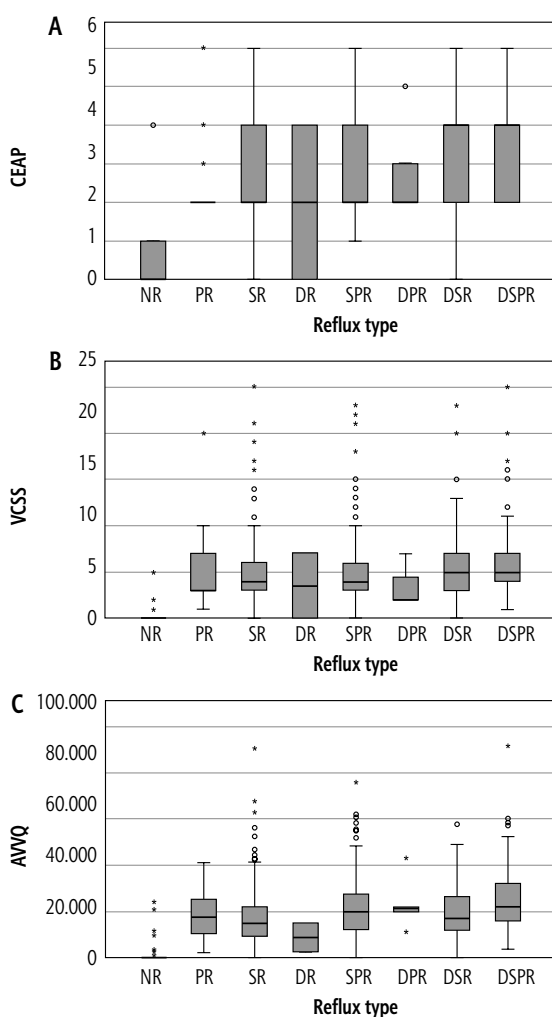 A
CEAP
6
5
4
3
2
1
0
NR PR SR DR SPR DPR DSR DSPR
Reflux type
B
VCSS
25
20
15
10
5
0
NR PR SR DR SPR DPR DSR DSPR
Reflux type
C
AVVQ
100.000
80.000
60.000
40.000
20.000
0
NR PR SR DR SPR DPR DSR DSPR
Reflux type